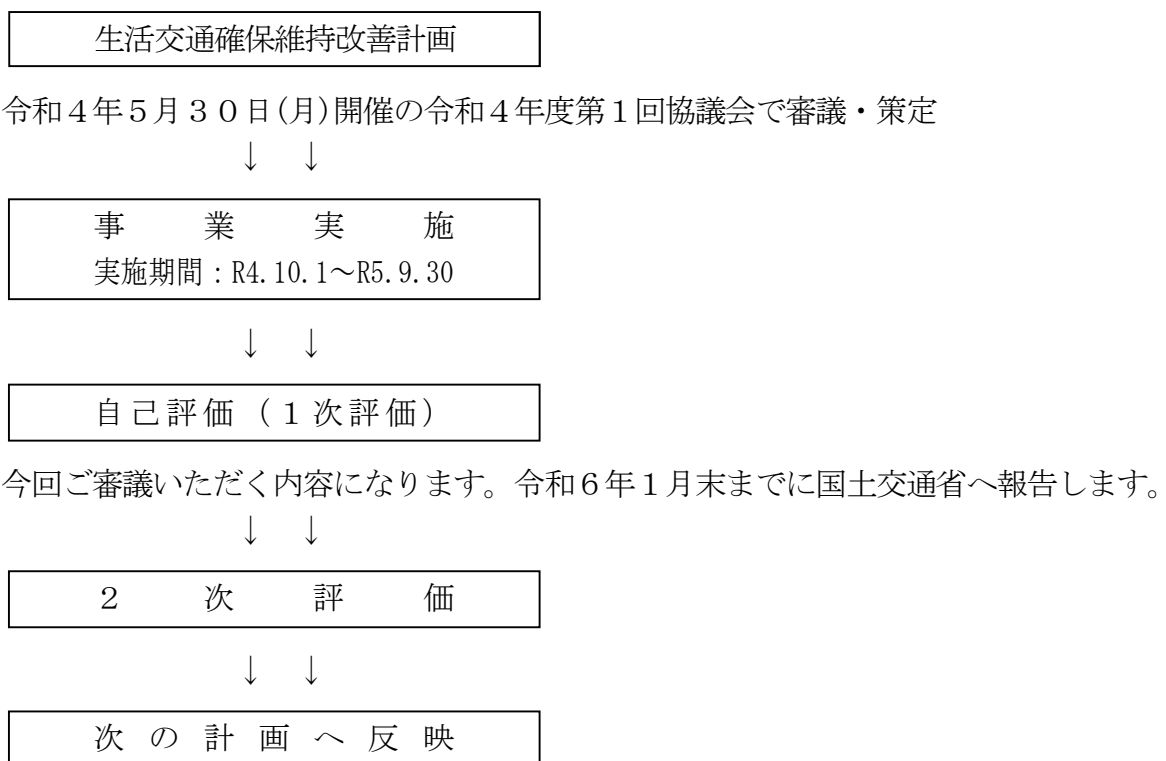 生活交通確保維持改善計画
令和４年５月３０日(月)開催の令和４年度第１回協議会で審議・策定
↓　↓
事　業　実　施
実施期間：R4.10.1～R5.9.30
↓　↓
自己評価（１次評価）
今回ご審議いただく内容になります。令和６年１月末までに国土交通省へ報告します。
↓　↓
２　次　評　価
↓　↓
次の計画へ反映